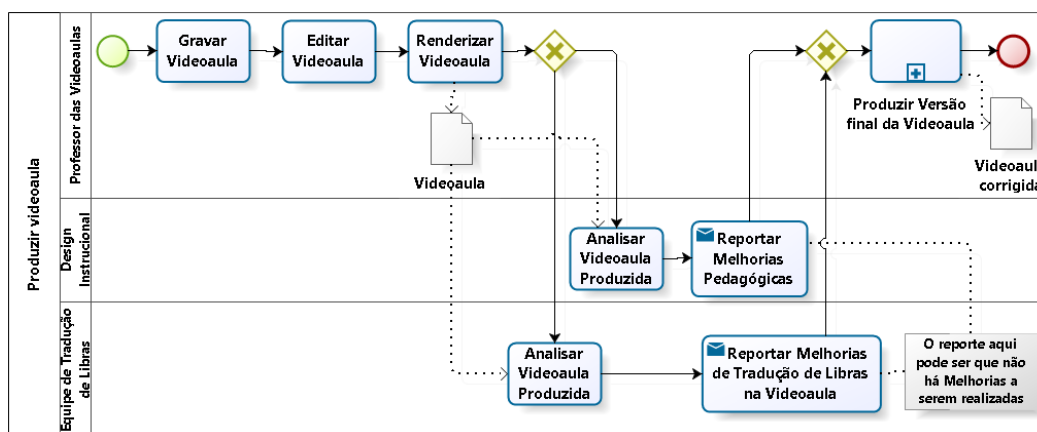 Produzir videoaula
Professor das Videoaulas
Gravar
Videoaula
Editar
Videoaula
Renderizar
Videoaula
Videoaula
Produzir Versão
final da Videoaula
Videoaul
corrigida
Design
Instrucional
Analisar
Videoaula
Produzida
Reportar
Melhorias
Pedagógicas
Equipe de Tradução
de Libras
Analisar
Videoaula
Produzida
Reportar Melhorias
de Tradução de Libras
na Videoaula
O reporte aqui
pode ser que não
há Melhorias a
serem realizadas